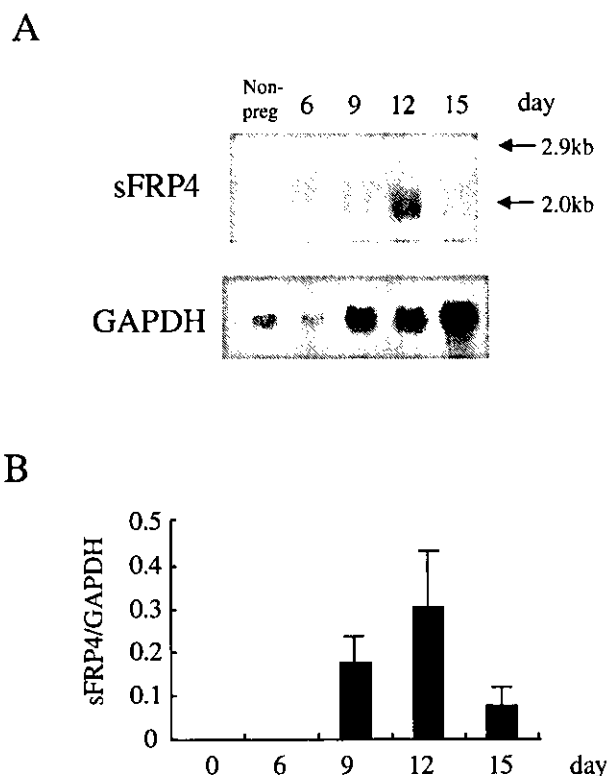 A
Non-
preg 6 9 12 15 day
sFRP4
2.9kb
2.0kb
GAPDH
B
sFRP4/GAPDH
0.5
0.4
0.3
0.2
0.1
0
0 6 9 12 15 day